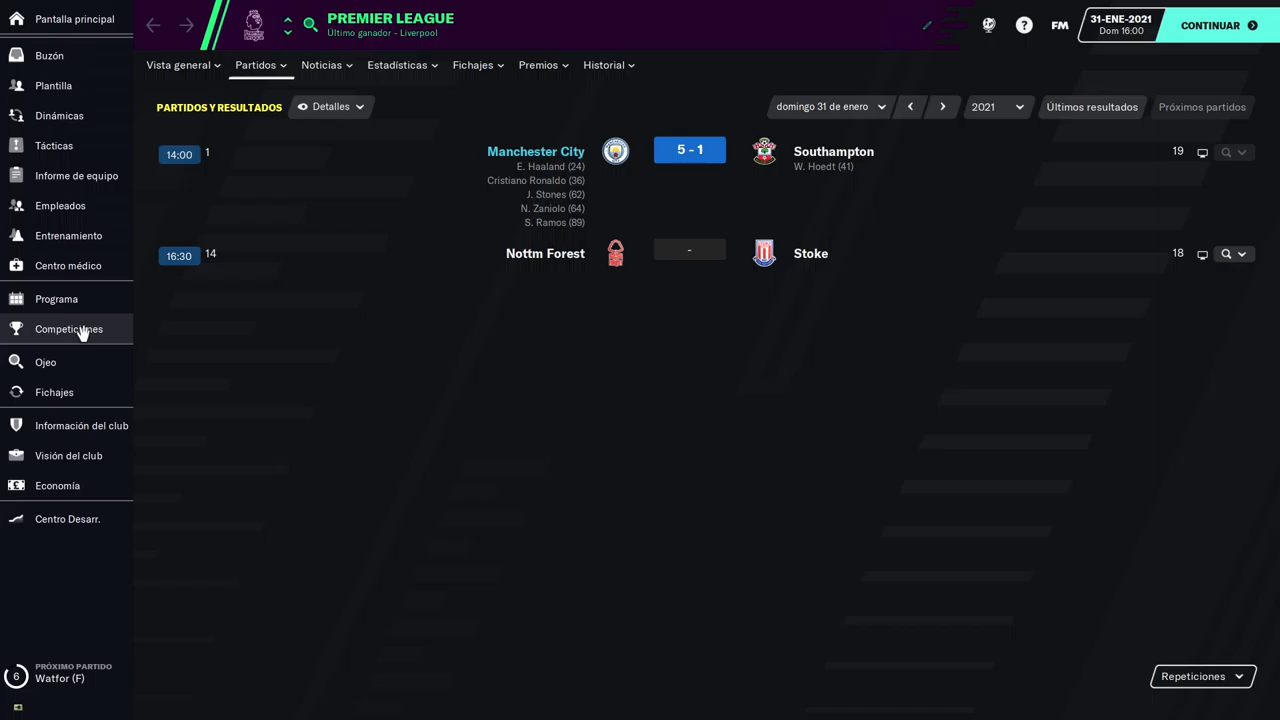 Pantalla principal
Buzón
Plantilla
Dinámicas
Tácticas
Informe de equipo
Empleados
Entrenamiento
Centro médico
Programa
Competiciones
Ojeo
Fichajes
Información del club
Visión del club
Economía
Centro Desarr.
6 PRÓXIMO PARTIDO
Watfor (F)
PREMIER LEAGUE
Último ganador - Liverpool
? FM 31-ENE-2021
Dom 16:00
CONTINUAR
Vista general Partidos Noticias Estadísticas Fichajes Premios Historial
PARTIDOS Y RESULTADOS Detalles domingo 31 de enero 2021 Últimos resultados Próximos partidos
14:00 1 Manchester City 5 - 1 Southampton 19
E. Haaland (24) W. Hoedt (41)
Cristiano Ronaldo (36)
J. Stones (62)
N. Zaniolo (64)
S. Ramos (89)
16:30 14 Nottm Forest - Stoke 18
Repeticiones